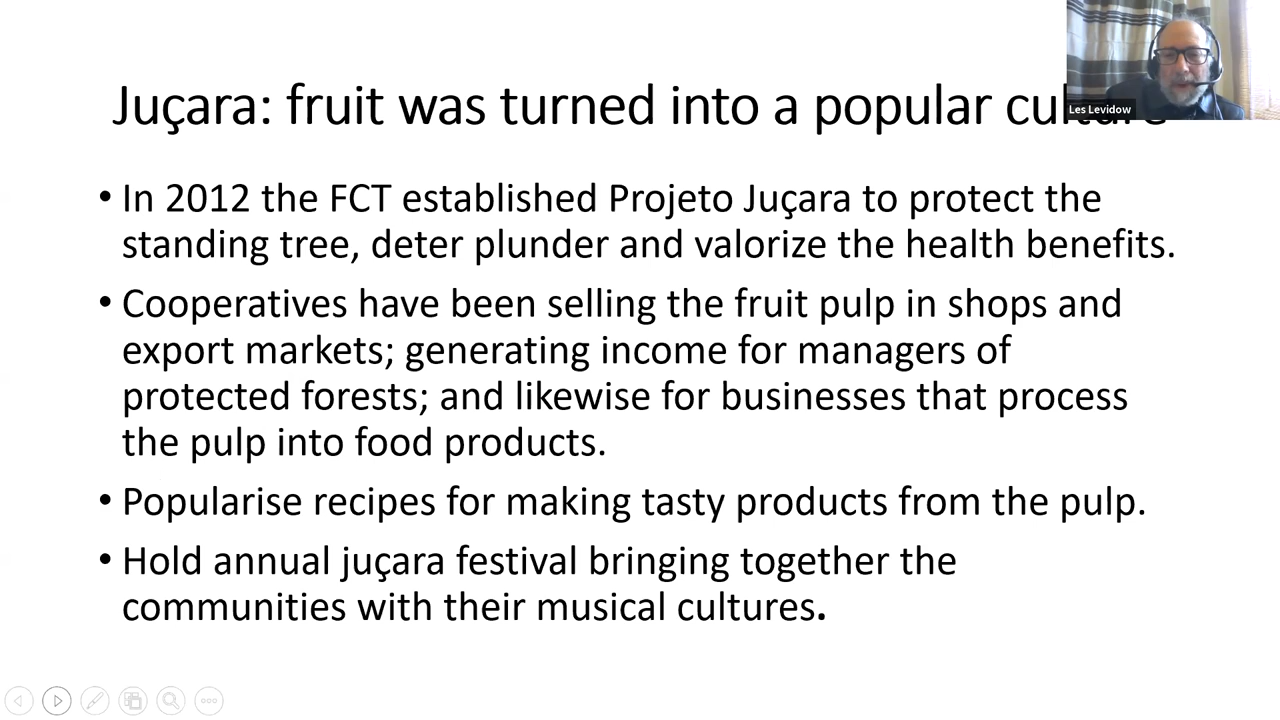 Juçara: fruit was turned into a popular culture
Les Levidow
• In 2012 the FCT established Projeto Juçara to protect the
standing tree, deter plunder and valorize the health benefits.
• Cooperatives have been selling the fruit pulp in shops and
export markets; generating income for managers of
protected forests; and likewise for businesses that process
the pulp into food products.
• Popularise recipes for making tasty products from the pulp.
• Hold annual juçara festival bringing together the
communities with their musical cultures.